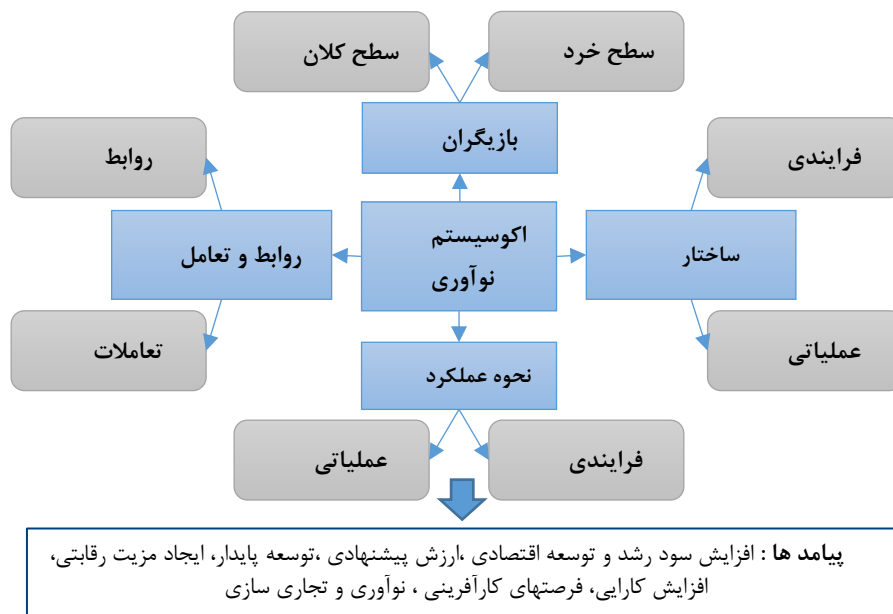 سطح خرد
سطح کلان
بازیگران
فرایندی
روابط
اکوسیستم
نوآوری
ساختار
روابط و تعامل
عملیاتی
تعاملات
نحوه عملکرد
فرایندی
عملیاتی
پیامد ها : افزایش سود رشد و توسعه اقتصادی ،ارزش پیشنهادی ،توسعه پایدار، ایجاد مزیت رقابتی،
افزایش کارایی، فرصتهای کارآفرینی ، نوآوری و تجاری سازی